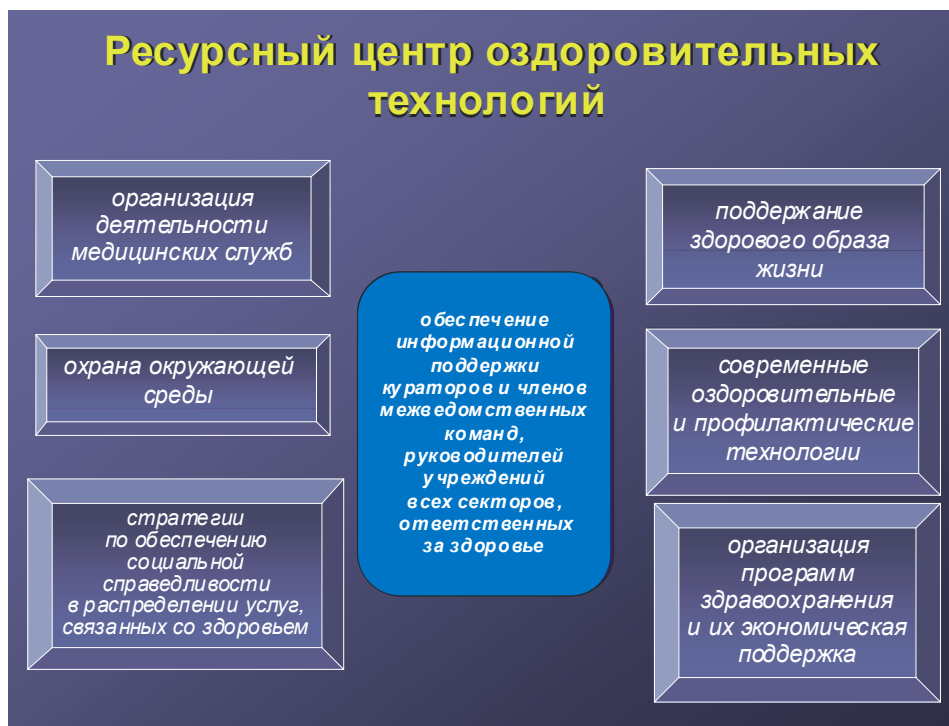 Ресурсный центр оздоровительных
технологий
организация
деятельности
медицинских служб
охрана окружающей
среды
стратегии
по обеспечению
социальной
справедливости
в распределении услуг,
связанных со здоровьем
обеспечение
информационной
поддержки
кураторов и членов
межведомственных
команд,
руководителей
учреждений
всех секторов,
ответственных
за здоровье
поддержание
здорового образа
жизни
современные
оздоровительные
и профилактические
технологии
организация
программ
здравоохранения
и их экономическая
поддержка